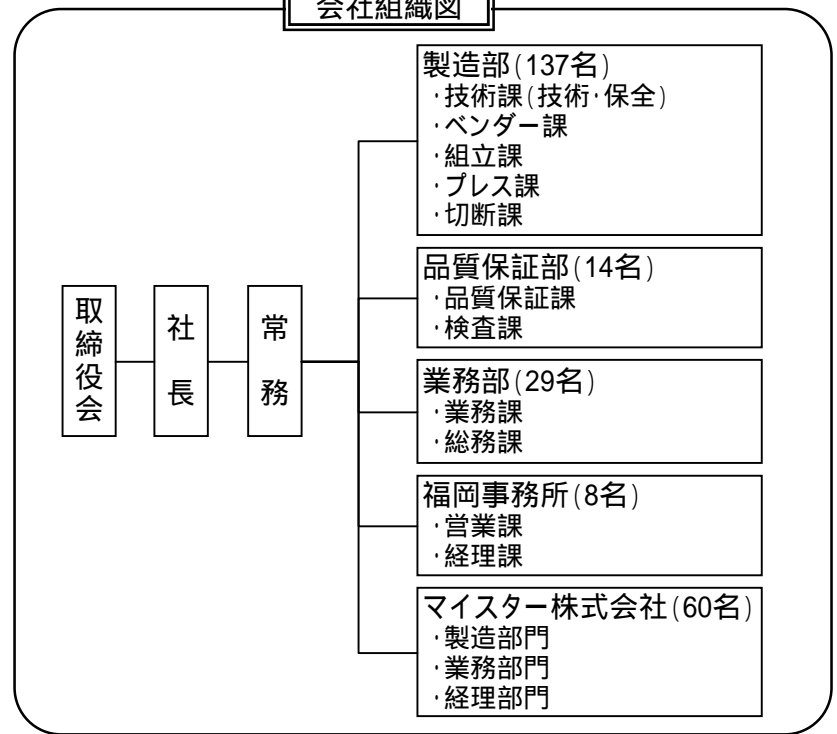 会社組織図
製造部(137名)
・技術課(技術・保全)
・ベンダー課
・組立課
・プレス課
・切断課
品質保証部(14名)
・品質保証課
・検査課
取締役会
社長
常務
業務部(29名)
・業務課
・総務課
福岡事務所(8名)
・営業課
・経理課
マイスター株式会社(60名)
・製造部門
・業務部門
・経理部門